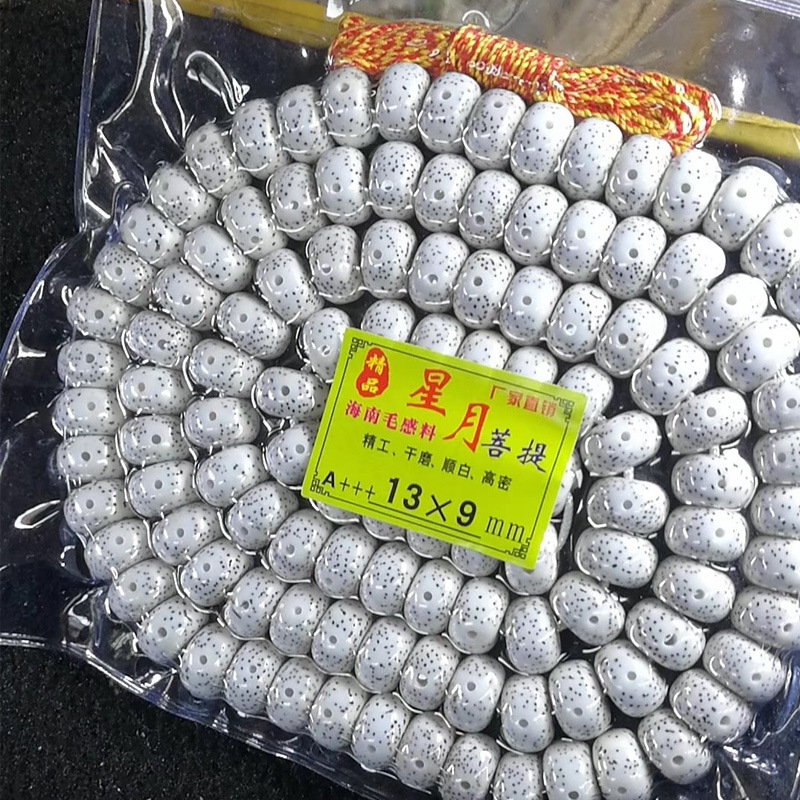 精品
厂家直销
星月菩提
海南毛感料
精工、干磨、顺白、高密
A+++ 13×9 mm